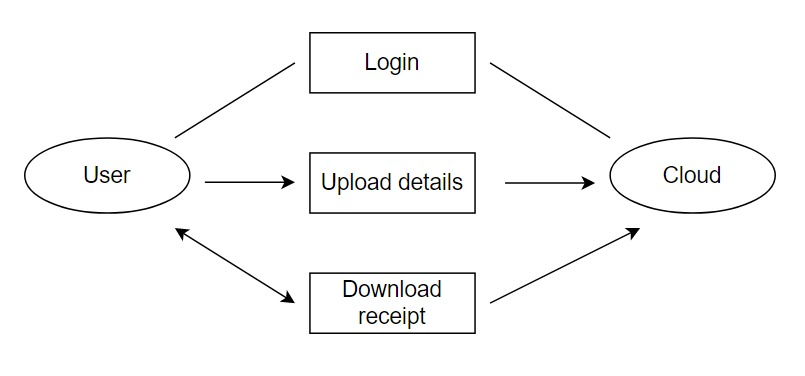 Login
User
Upload details
Cloud
Download
receipt